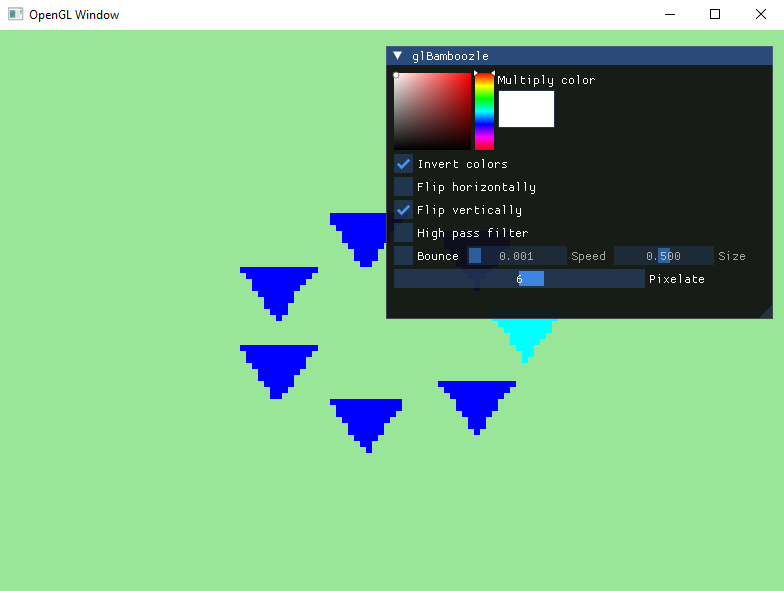 OpenGL Window
glBamboozle
Multiply color
Invert colors
Flip horizontally
Flip vertically
High pass filter
Bounce 0.001 Speed 0.500 Size
6 Pixelate